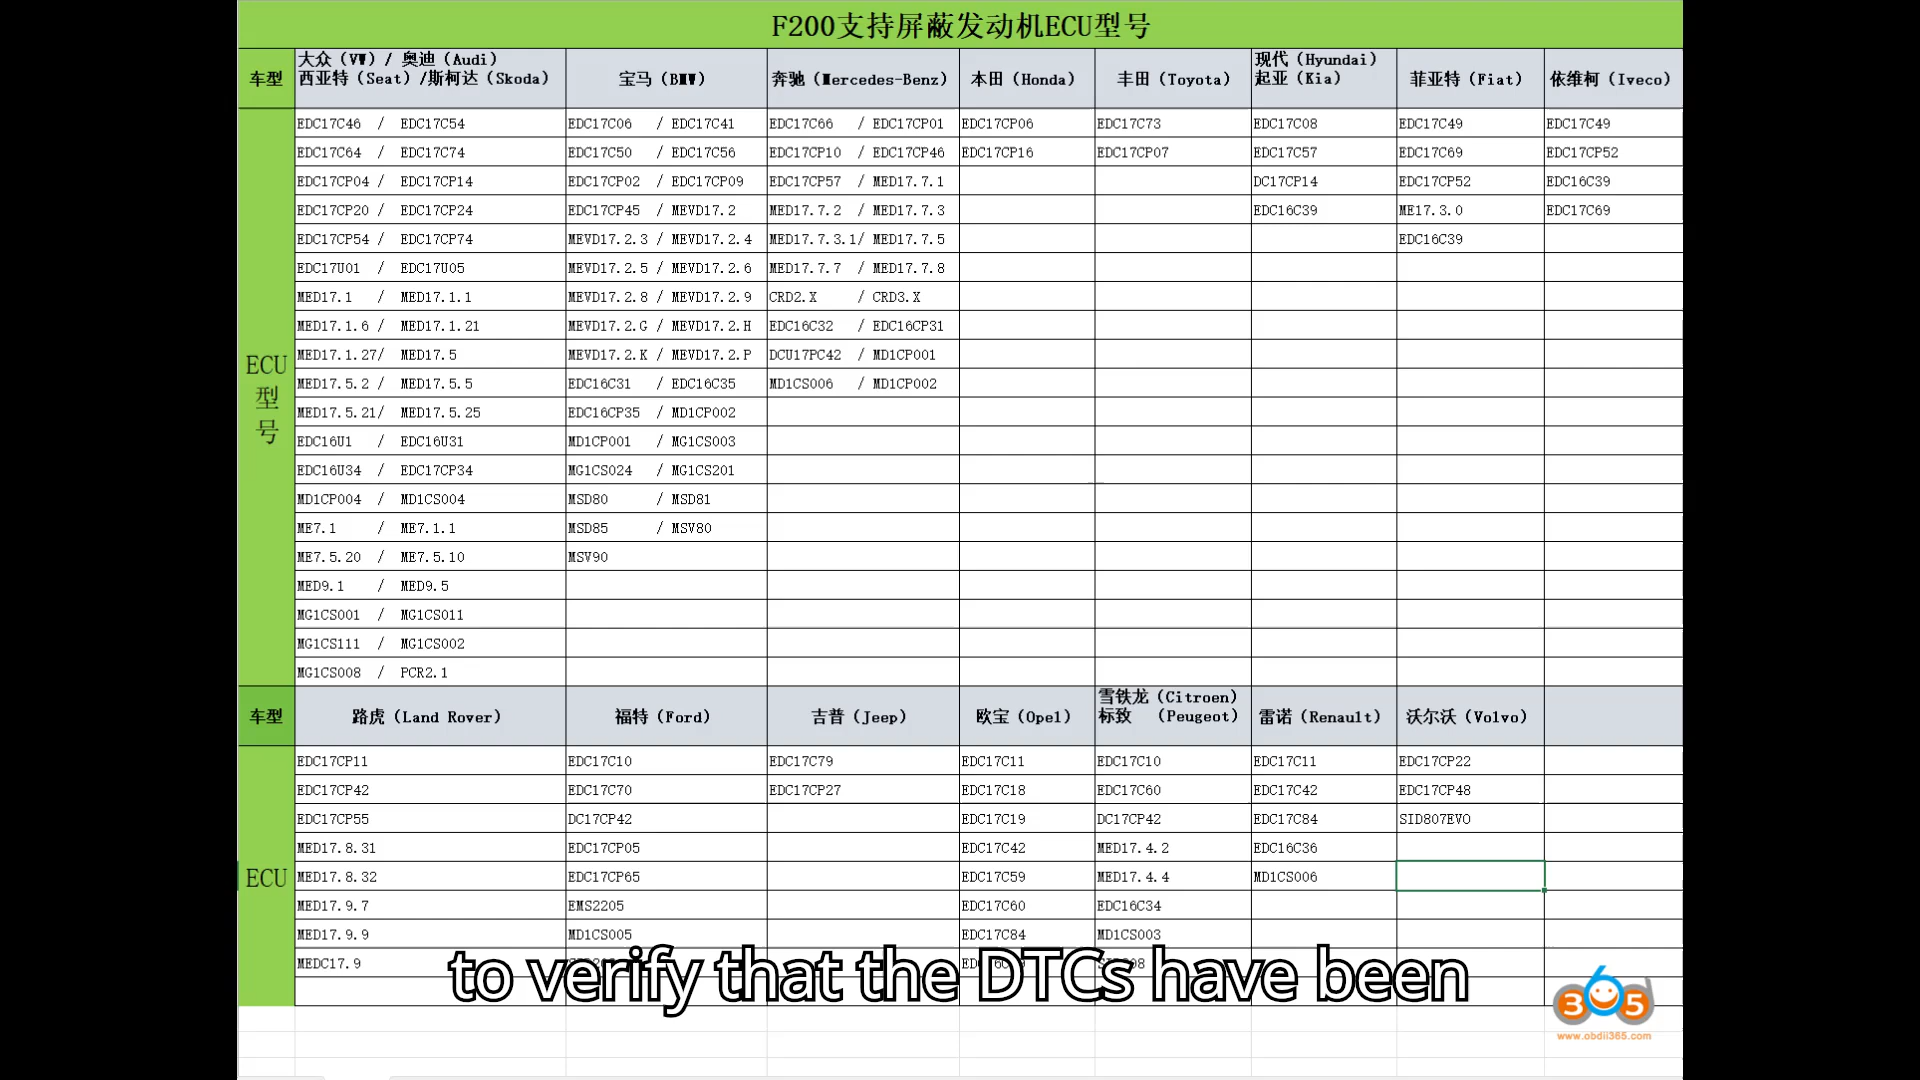 F200支持屏蔽发动机ECU型号
车型 大众（VW）/ 奥迪（Audi）西亚特（Seat）/斯柯达（Skoda） 宝马（BMW） 奔驰（Mercedes-Benz） 本田（Honda） 丰田（Toyota） 现代（Hyundai）起亚（Kia） 菲亚特（Fiat） 依维柯（Iveco）
ECU型号
EDC17C46 / EDC17C54 EDC17C06 / EDC17C41 EDC17C66 / EDC17CP01 EDC17CP06 EDC17C73 EDC17C08 EDC17C49 EDC17C49
EDC17C64 / EDC17C74 EDC17C50 / EDC17C56 EDC17CP10 / EDC17CP46 EDC17CP16 EDC17CP07 EDC17C57 EDC17C69 EDC17CP52
EDC17CP04 / EDC17CP14 EDC17CP02 / EDC17CP09 EDC17CP57 / MED17.7.1 DC17CP14 EDC17CP52 EDC16C39
EDC17CP20 / EDC17CP24 EDC17CP45 / MEVD17.2 MED17.7.2 / MED17.7.3 EDC16C39 ME17.3.0 EDC17C69
EDC17CP54 / EDC17CP74 MEVD17.2.3 / MEVD17.2.4 MED17.7.3.1/ MED17.7.5 EDC16C39
EDC17U01 / EDC17U05 MEVD17.2.5 / MEVD17.2.6 MED17.7.7 / MED17.7.8
MED17.1 / MED17.1.1 MEVD17.2.8 / MEVD17.2.9 CRD2.X / CRD3.X
MED17.1.6 / MED17.1.21 MEVD17.2.G / MEVD17.2.H EDC16C32 / EDC16CP31
MED17.1.27/ MED17.5 MEVD17.2.K / MEVD17.2.P DCU17PC42 / MD1CP001
MED17.5.2 / MED17.5.5 EDC16C31 / EDC16C35 MD1CS006 / MD1CP002
MED17.5.21/ MED17.5.25 EDC16CP35 / MD1CP002
EDC16U1 / EDC16U31 MD1CP001 / MG1CS003
EDC16U34 / EDC17CP34 MG1CS024 / MG1CS201
MD1CP004 / MD1CS004 MSD80 / MSD81
ME7.1 / ME7.1.1 MSD85 / MSV80
ME7.5.20 / ME7.5.10 MSV90
MED9.1 / MED9.5
MG1CS001 / MG1CS011
MG1CS111 / MG1CS002
MG1CS008 / PCR2.1
车型 路虎（Land Rover） 福特（Ford） 吉普（Jeep） 欧宝（Opel） 雪铁龙（Citroen）标致 （Peugeot） 雷诺（Renault） 沃尔沃（Volvo）
ECU
EDC17CP11 EDC17C10 EDC17C79 EDC17C11 EDC17C10 EDC17C11 EDC17CP22
EDC17CP42 EDC17C70 EDC17CP27 EDC17C18 EDC17C60 EDC17C42 EDC17CP48
EDC17CP55 DC17CP42 EDC17C19 DC17CP42 EDC17C84 SID807EVO
MED17.8.31 EDC17CP05 EDC17C42 MED17.4.2 EDC16C36
MED17.8.32 EDC17CP65 EDC17C59 MED17.4.4 MD1CS006
MED17.9.7 EMS2205 EDC17C60 EDC16C34
MED17.9.9 MD1CS005 EDC17C84 MD1CS003
MEDC17.9
to verify that the DTCs have been
365
www.obdii365.com